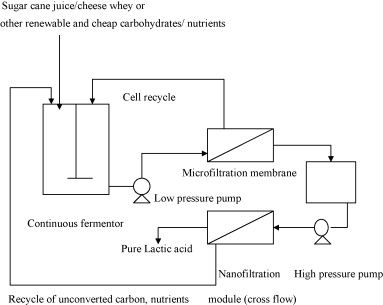 Sugar cane juice/cheese whey or
other renewable and cheap carbohydrates/ nutrients
Cell recycle
Microfiltration membrane
Low pressure pump
Continuous fermentor
Pure Lactic acid
Nanofiltration High pressure pump
Recycle of unconverted carbon, nutrients module (cross flow)